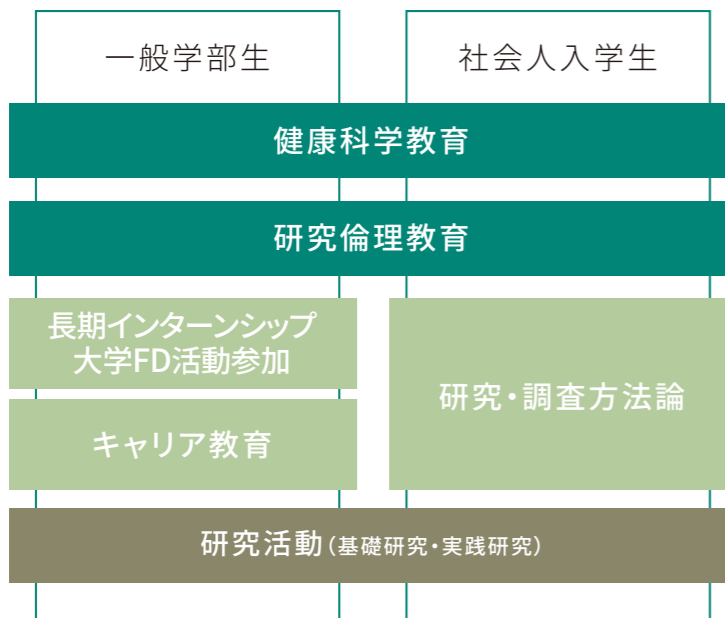 一般学部生
社会人入学生
健康科学教育
研究倫理教育
長期インターンシップ
大学FD活動参加
キャリア教育
研究・調査方法論
研究活動（基礎研究・実践研究）